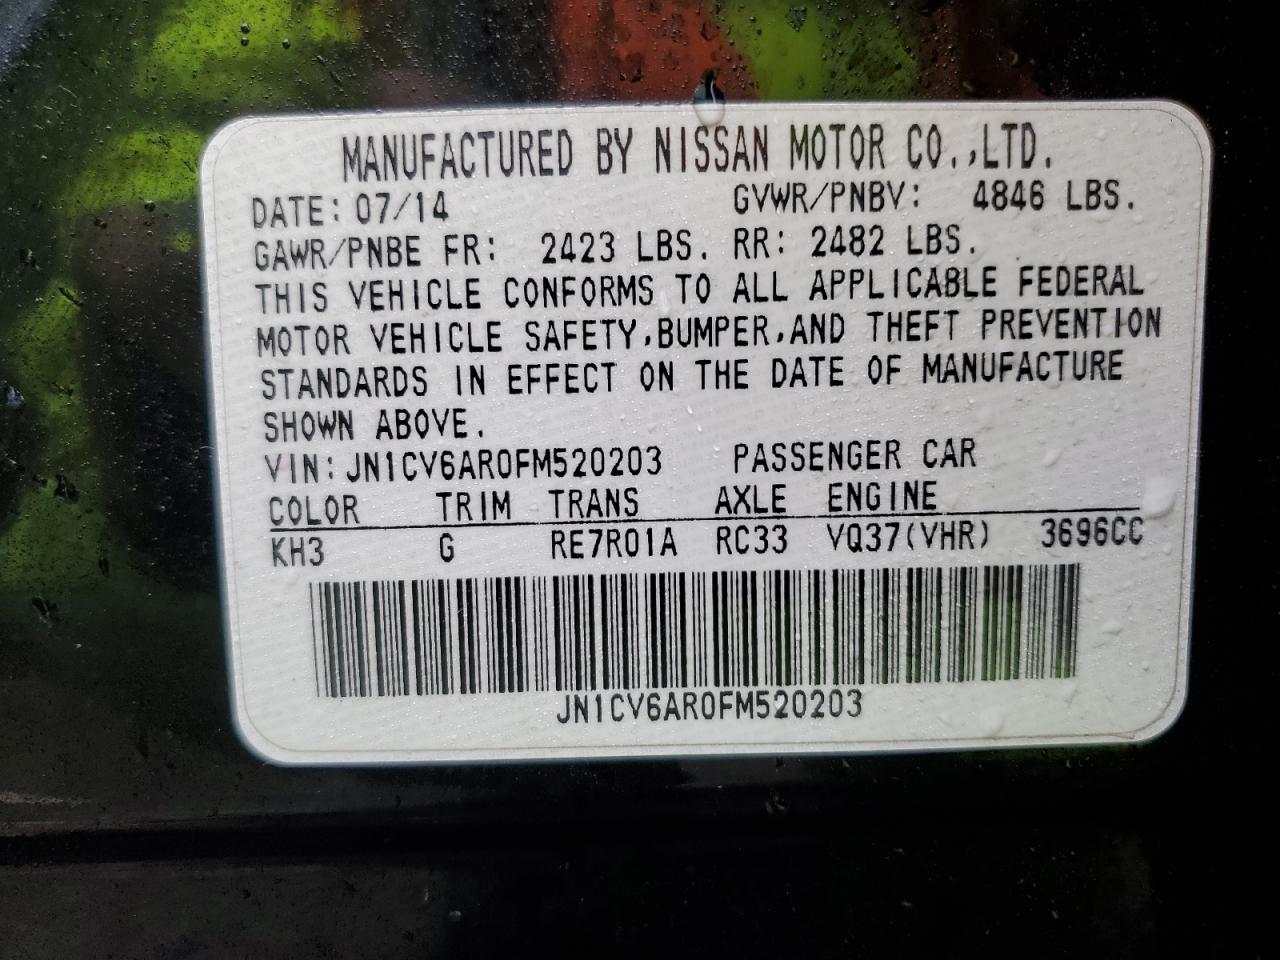 MANUFACTURED BY NISSAN MOTOR CO.,LTD.
DATE: 07/14 GVWR/PNBV: 4846 LBS.
GAWR/PNBE FR: 2423 LBS. RR: 2482 LBS.
THIS VEHICLE CONFORMS TO ALL APPLICABLE FEDERAL
MOTOR VEHICLE SAFETY,BUMPER,AND THEFT PREVENTION
STANDARDS IN EFFECT ON THE DATE OF MANUFACTURE
SHOWN ABOVE.
VIN:JN1CV6AR0FM520203 PASSENGER CAR
COLOR TRIM TRANS AXLE ENGINE
KH3 G RE7R01A RC33 VQ37(VHR) 3696CC
JN1CV6AR0FM520203